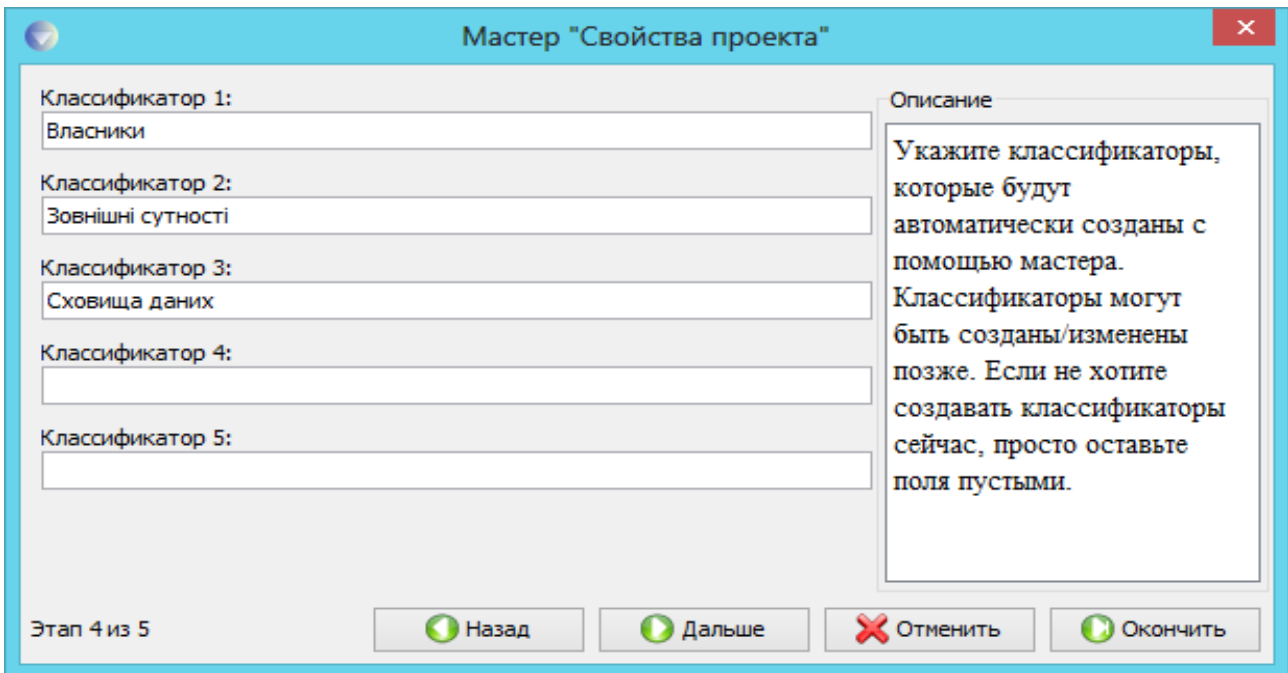 Мастер "Свойства проекта"
Классификатор 1:
Власники
Классификатор 2:
Зовнішні сутності
Классификатор 3:
Сховища даних
Классификатор 4:
Классификатор 5:
Описание
Укажите классификаторы,
которые будут
автоматически созданы с
помощью мастера.
Классификаторы могут
быть созданы/изменены
позже. Если не хотите
создавать классификаторы
сейчас, просто оставьте
поля пустыми.
Этап 4 из 5
Назад
Дальше
Отменить
Окончить